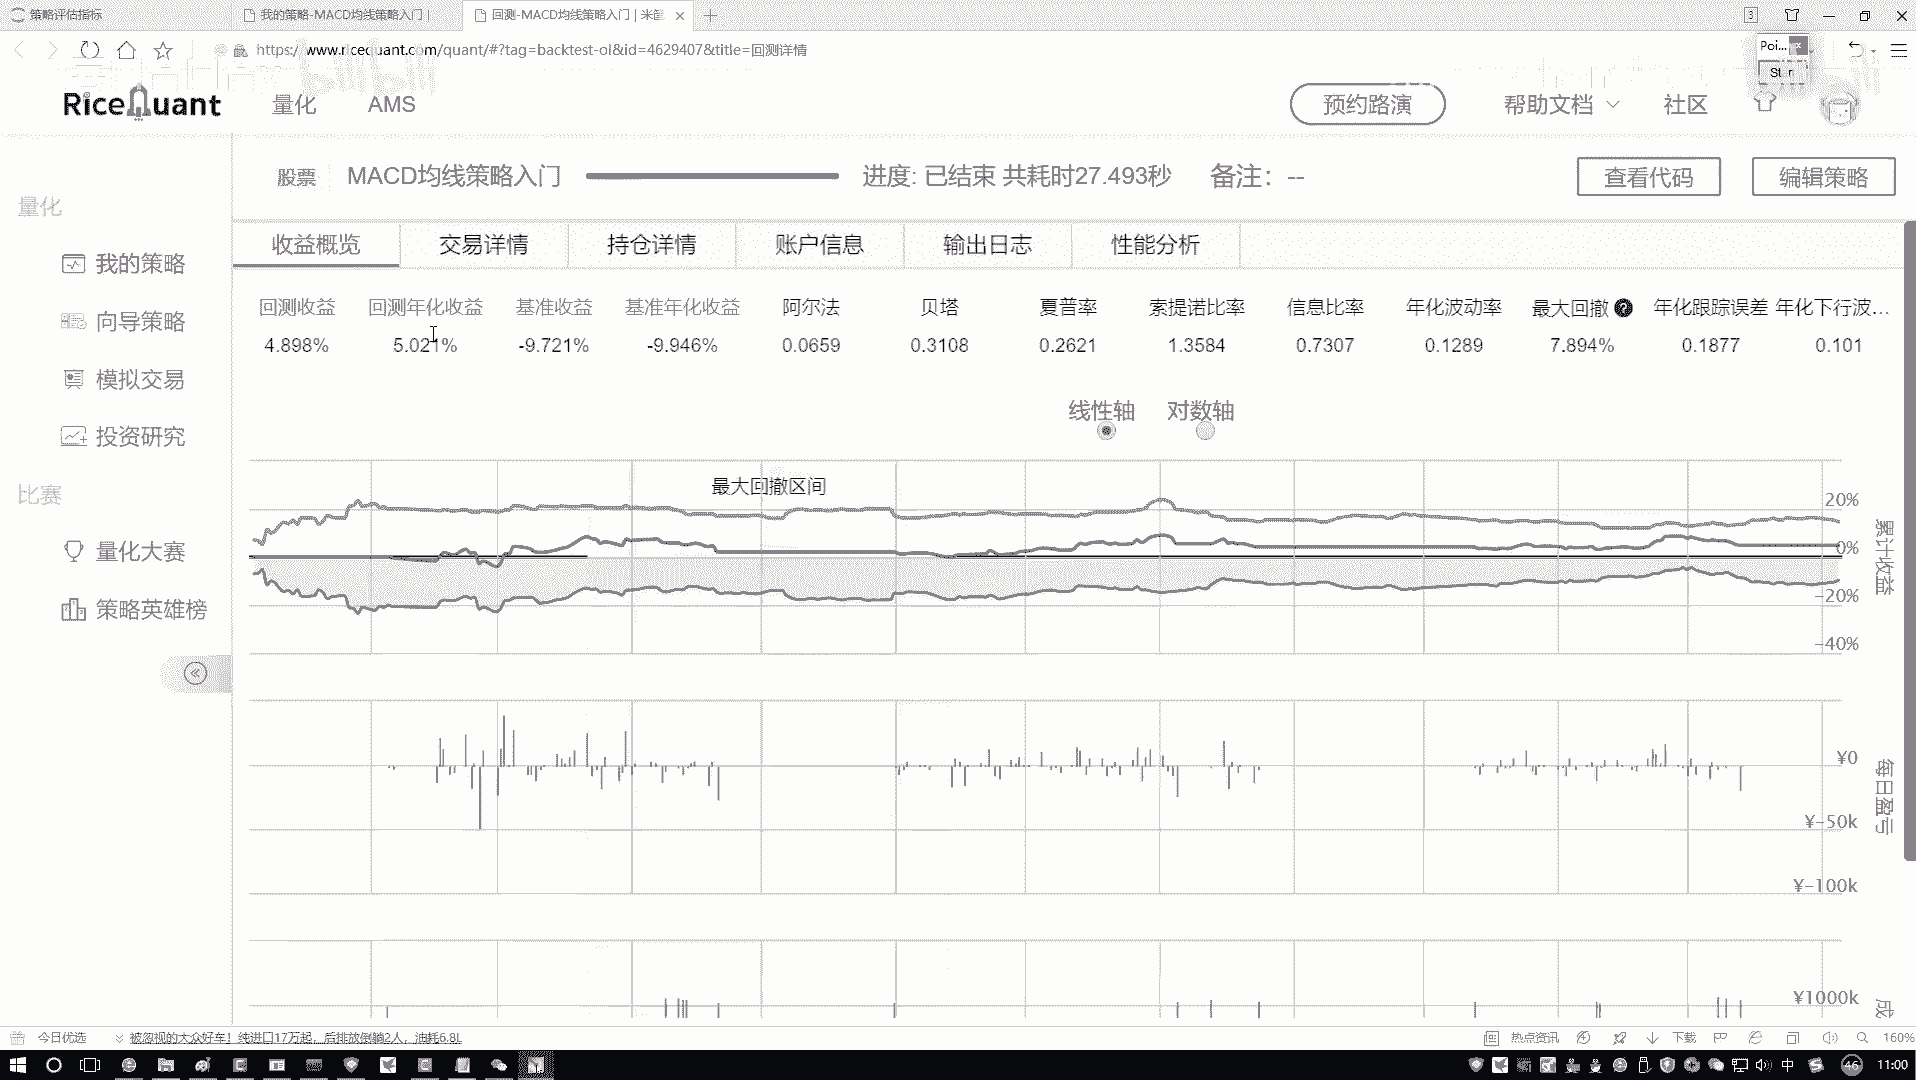 策略评估指标
我的策略-MACD均线策略入门 |
回测-MACD均线策略入门 | 米筐
3
https://www.ricequant.com/quant/#?tag=backtest-ol&id=4629407&title=回测详情
Poi...
RiceQuant
量化
AMS
预约路演
帮助文档
社区
股票
MACD均线策略入门
进度: 已结束 共耗时27.493秒
备注： --
查看代码
编辑策略
量化
我的策略
向导策略
模拟交易
投资研究
比赛
量化大赛
策略英雄榜
收益概览
交易详情
持仓详情
账户信息
输出日志
性能分析
回测收益 回测年化收益 基准收益 基准年化收益 阿尔法 贝塔 夏普率 索提诺比率 信息比率 年化波动率 最大回撤 年化跟踪误差 年化下行波...
4.898% 5.021% -9.721% -9.946% 0.0659 0.3108 0.2621 1.3584 0.7307 0.1289 7.894% 0.1877 0.101
线性轴 对数轴
最大回撤区间
20%
0%
-20%
-40%
累计收益
¥0
¥-50k
¥-100k
每日盈亏
¥1000k
成
今日优选
被忽视的大众好车！纯进口17万起，后排放倒躺2人，油耗6.8L
热点资讯
下载
160%
中
46
11:00